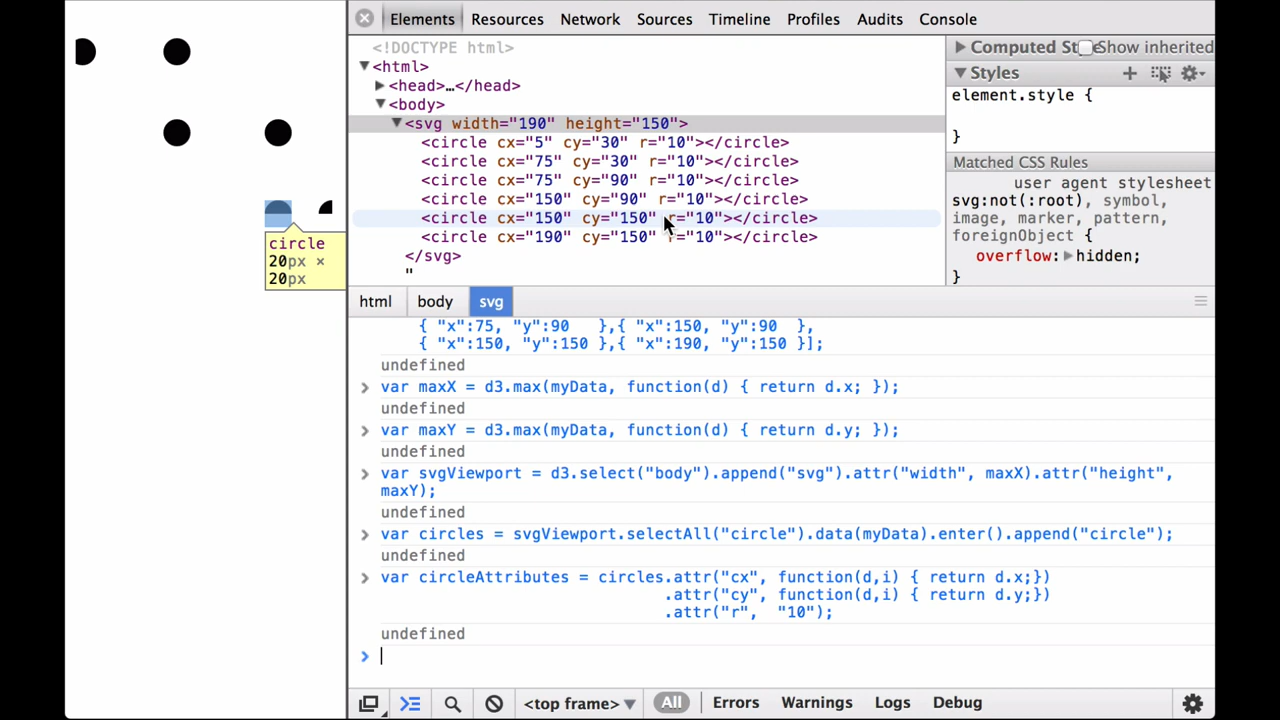 Elements Resources Network Sources Timeline Profiles Audits Console
<!DOCTYPE html>
<html>
<head>…</head>
<body>
<svg width="190" height="150">
<circle cx="5" cy="30" r="10"></circle>
<circle cx="75" cy="30" r="10"></circle>
<circle cx="75" cy="90" r="10"></circle>
<circle cx="150" cy="90" r="10"></circle>
<circle cx="150" cy="150" r="10"></circle>
<circle cx="190" cy="150" r="10"></circle>
</svg>
"
Computed Sty Show inherited
Styles
element.style {
}
Matched CSS Rules
user agent stylesheet
svg:not(:root), symbol,
image, marker, pattern,
foreignObject {
overflow: hidden;
}
circle
20px ×
20px
html body svg
{ "x":75, "y":90 },{ "x":150, "y":90 },
{ "x":150, "y":150 },{ "x":190, "y":150 }];
undefined
> var maxX = d3.max(myData, function(d) { return d.x; });
undefined
> var maxY = d3.max(myData, function(d) { return d.y; });
undefined
> var svgViewport = d3.select("body").append("svg").attr("width", maxX).attr("height",
maxY);
undefined
> var circles = svgViewport.selectAll("circle").data(myData).enter().append("circle");
undefined
> var circleAttributes = circles.attr("cx", function(d,i) { return d.x;})
.attr("cy", function(d,i) { return d.y;})
.attr("r", "10");
undefined
>
<top frame> All Errors Warnings Logs Debug